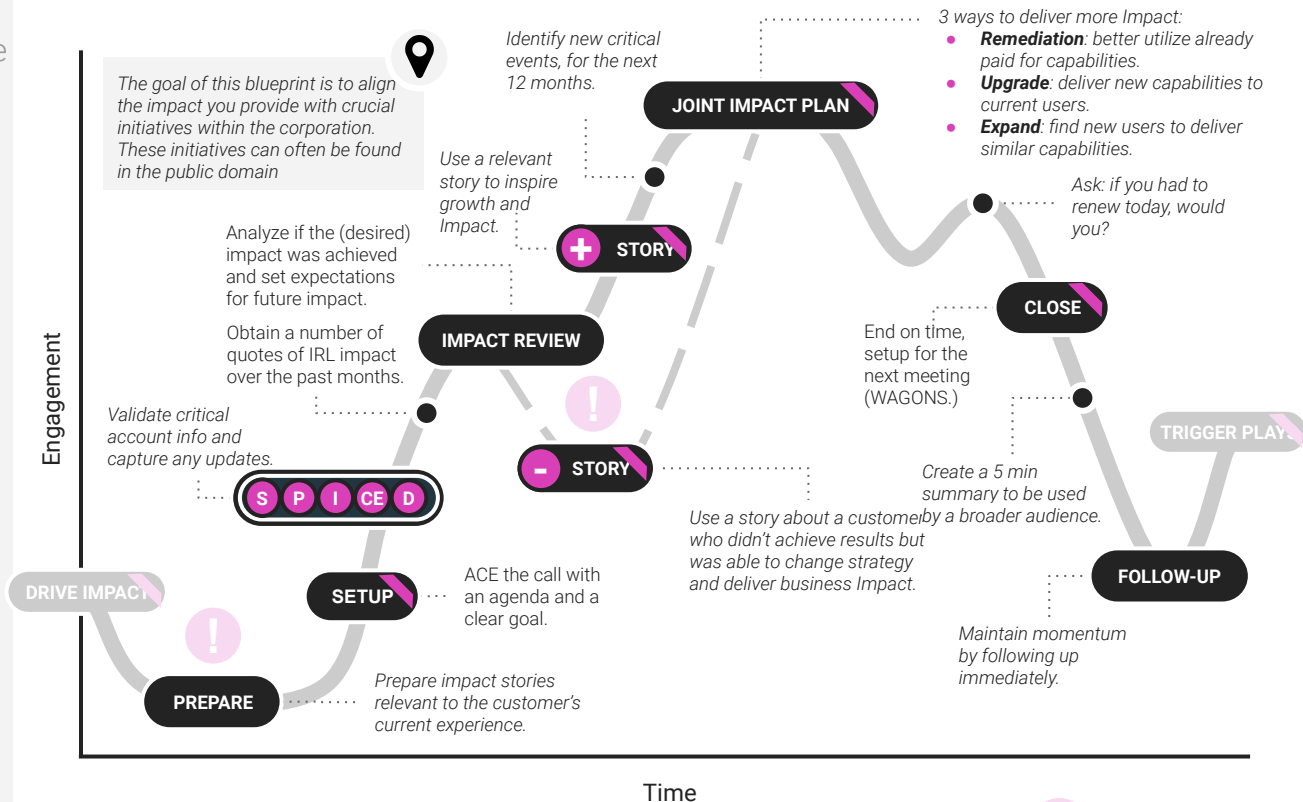 e
The goal of this blueprint is to align
the impact you provide with crucial
initiatives within the corporation.
These initiatives can often be found
in the public domain
Identify new critical
events, for the next
12 months.
3 ways to deliver more Impact:
Remediation: better utilize already
paid for capabilities.
Upgrade: deliver new capabilities to
current users.
Expand: find new users to deliver
similar capabilities.
JOINT IMPACT PLAN
Use a relevant
story to inspire
growth and
Impact.
+ STORY
Ask: if you had to
renew today, would
you?
Analyze if the (desired)
impact was achieved
and set expectations
for future impact.
IMPACT REVIEW
Obtain a number of
quotes of IRL impact
over the past months.
CLOSE
End on time,
setup for the
next meeting
(WAGONS.)
Engagement
Validate critical
account info and
capture any updates.
S P I CE D
!
- STORY
TRIGGER PLAYS
Use a story about a customer
who didn't achieve results but
was able to change strategy
and deliver business Impact.
Create a 5 min
summary to be used
by a broader audience.
DRIVE IMPACT
!
SETUP
ACE the call with
an agenda and a
clear goal.
FOLLOW-UP
Maintain momentum
by following up
immediately.
PREPARE
Prepare impact stories
relevant to the customer's
current experience.
Time